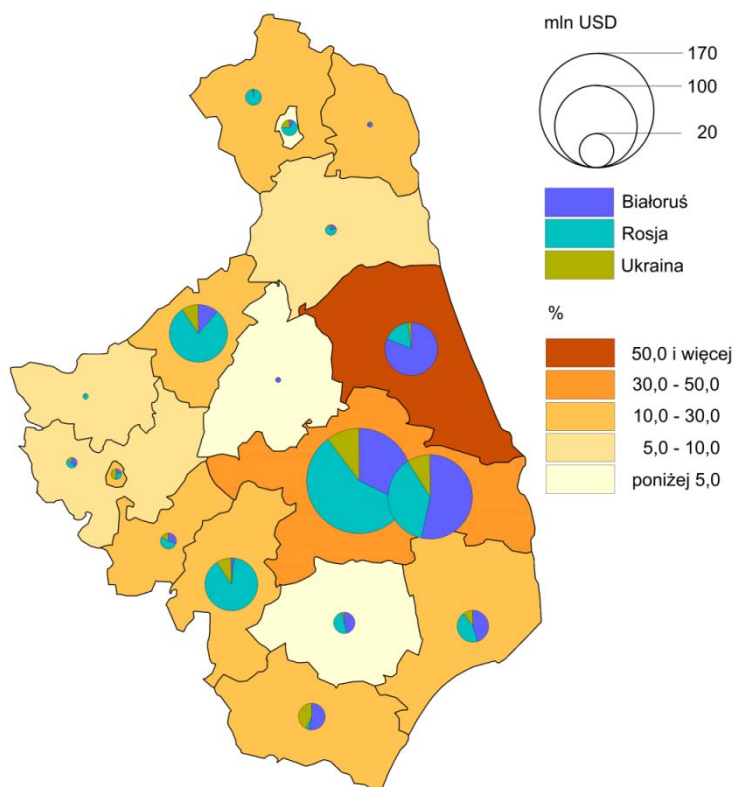 mln USD
170
100
20
Białoruś
Rosja
Ukraina
%
50,0 i więcej
30,0 - 50,0
10,0 - 30,0
5,0 - 10,0
poniżej 5,0